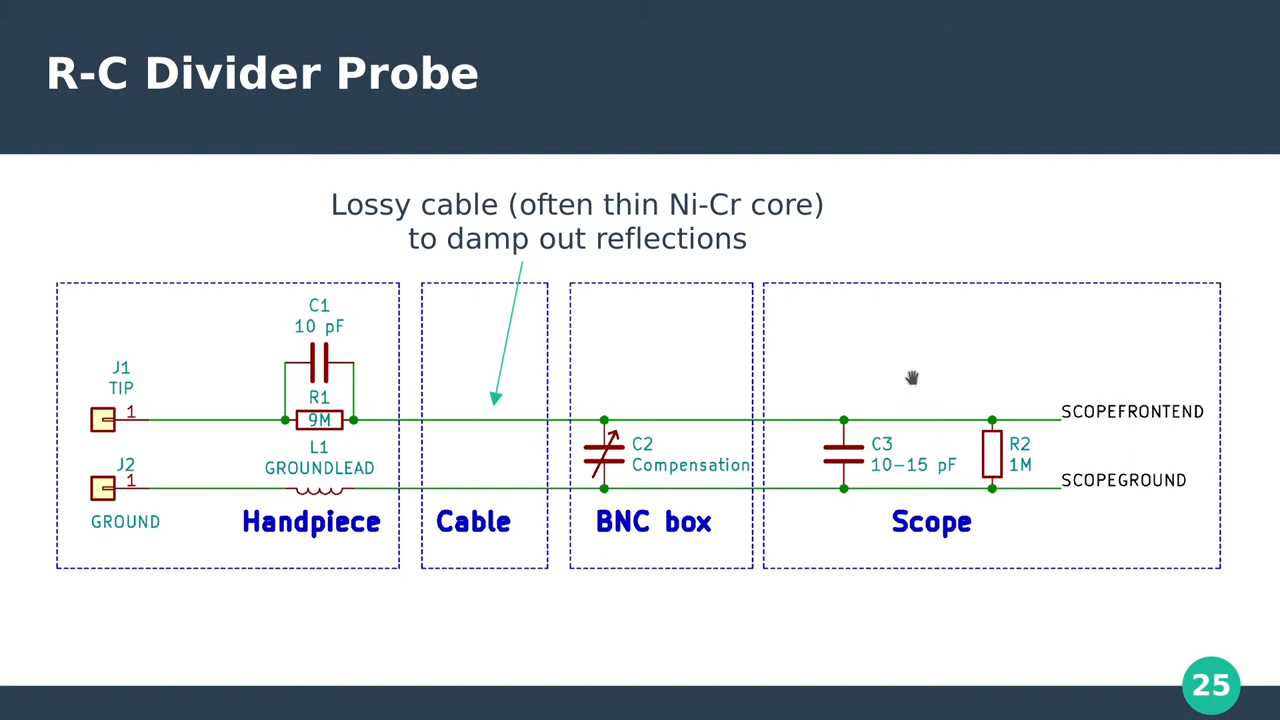 R-C Divider Probe
Lossy cable (often thin Ni-Cr core)
to damp out reflections
C1
10 pF
J1
TIP
1
R1
9M
SCOPEFRONTEND
L1
GROUNDLEAD
C2
Compensation
C3
10-15 pF
R2
1M
J2
1
SCOPEGROUND
GROUND
Handpiece
Cable
BNC box
Scope
25